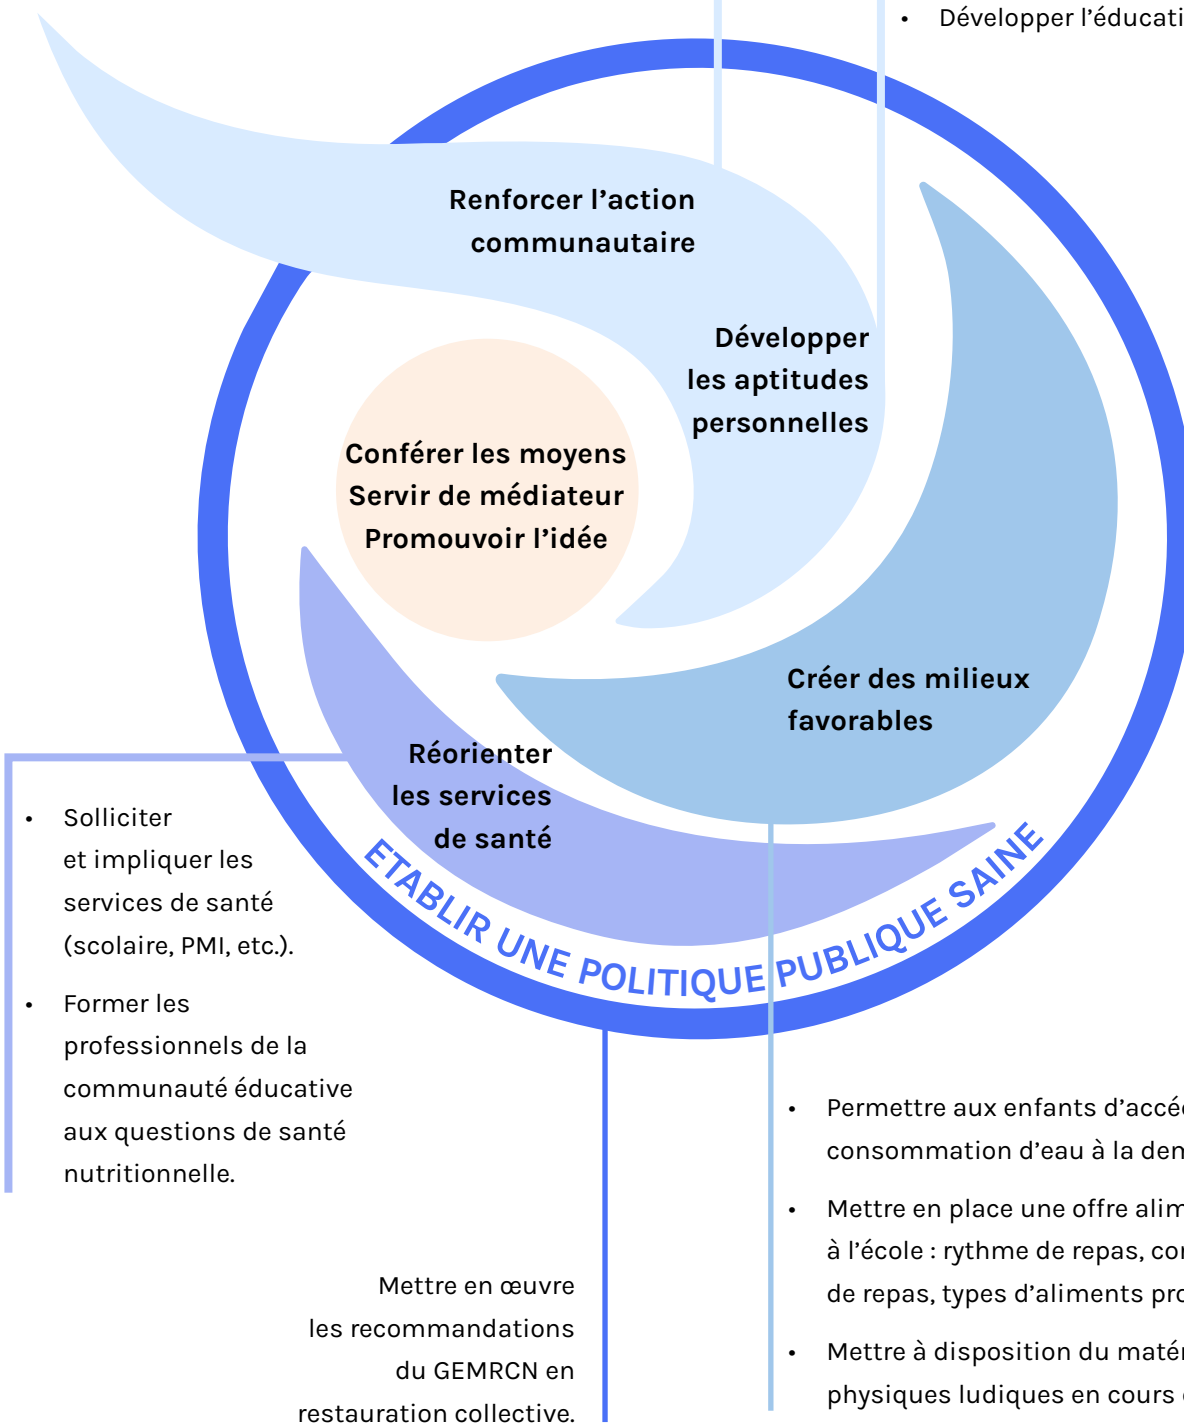 • Développer l’éducati
Renforcer l’action
communautaire
Développer
les aptitudes
personnelles
Conférer les moyens
Servir de médiateur
Promouvoir l’idée
Créer des milieux
favorables
Réorienter
les services
de santé
ETABLIR UNE POLITIQUE PUBLIQUE SAINE
• Solliciter
et impliquer les
services de santé
(scolaire, PMI, etc.).
• Former les
professionnels de la
communauté éducative
aux questions de santé
nutritionnelle.
Mettre en œuvre
les recommandations
du GEMRCN en
restauration collective.
• Permettre aux enfants d’accé
consommation d’eau à la dem
• Mettre en place une offre alim
à l’école : rythme de repas, con
de repas, types d’aliments pro
• Mettre à disposition du matér
physiques ludiques en cours